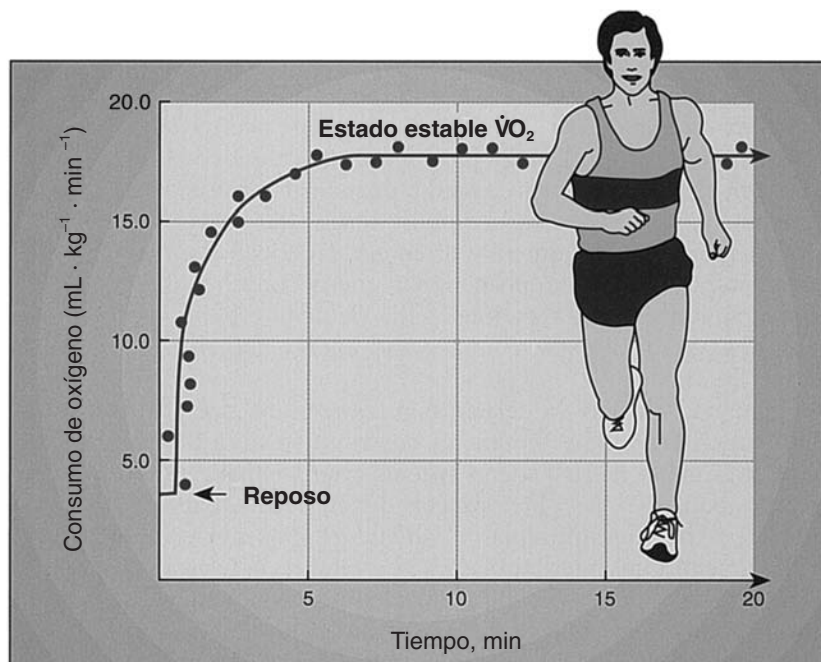 20.0
Estado estable V̇O₂
15.0
10.0
5.0
Reposo
Consumo de oxígeno (mL · kg⁻¹ · min⁻¹)
5
10
15
20
Tiempo, min